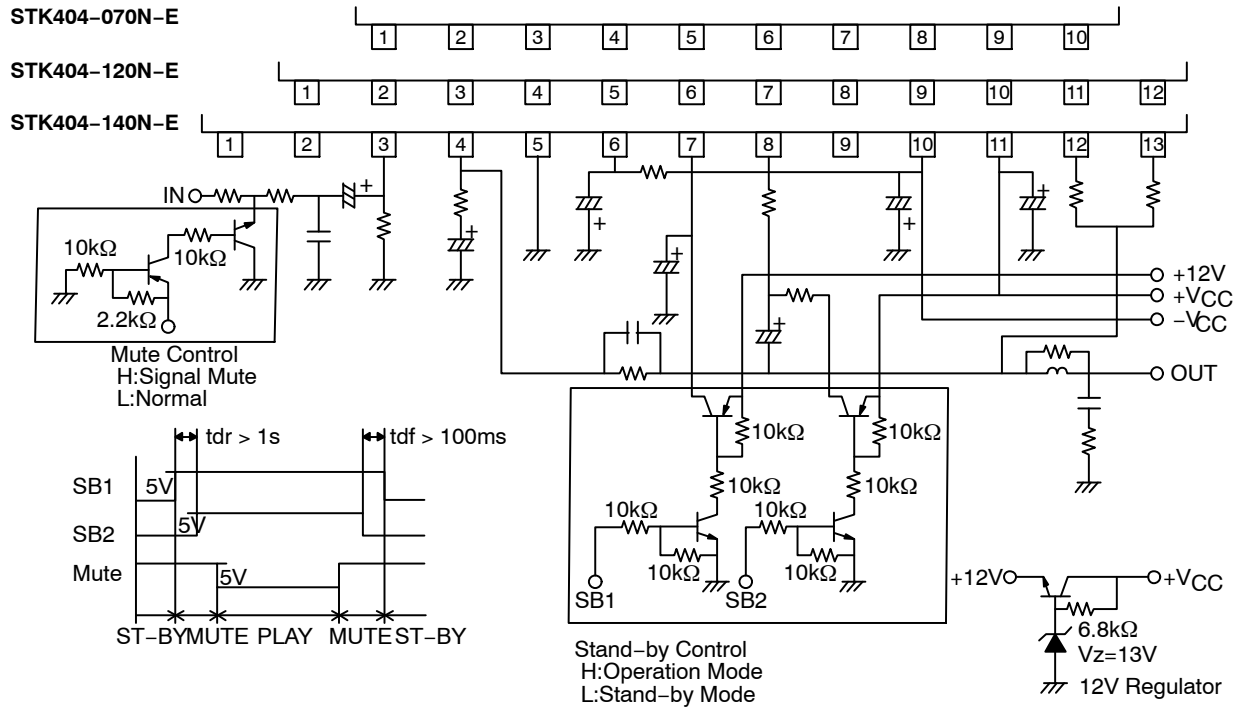 STK404-070N-E
1 2 3 4 5 6 7 8 9 10
STK404-120N-E
1 2 3 4 5 6 7 8 9 10 11 12
STK404-140N-E
1 2 3 4 5 6 7 8 9 10 11 12 13
IN
+
+
+
+
+
+
+
10kΩ
10kΩ
2.2kΩ
Mute Control
H:Signal Mute
L:Normal
+12V
+VCC
-VCC
OUT
10kΩ
10kΩ
10kΩ
10kΩ
10kΩ
10kΩ
10kΩ
10kΩ
SB1
SB2
Stand-by Control
H:Operation Mode
L:Stand-by Mode
tdr > 1s
tdf > 100ms
SB1
5V
SB2
5V
Mute
5V
ST-BY MUTE PLAY MUTE ST-BY
+12V
+VCC
6.8kΩ
Vz=13V
12V Regulator